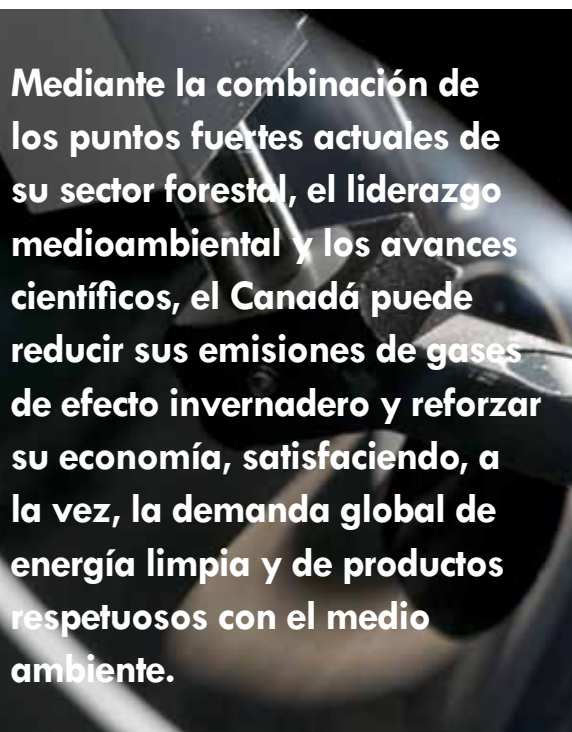 Mediante la combinación de
los puntos fuertes actuales de
su sector forestal, el liderazgo
medioambiental y los avances
científicos, el Canadá puede
reducir sus emisiones de gases
de efecto invernadero y reforzar
su economía, satisfaciendo, a
la vez, la demanda global de
energía limpia y de productos
respetuosos con el medio
ambiente.